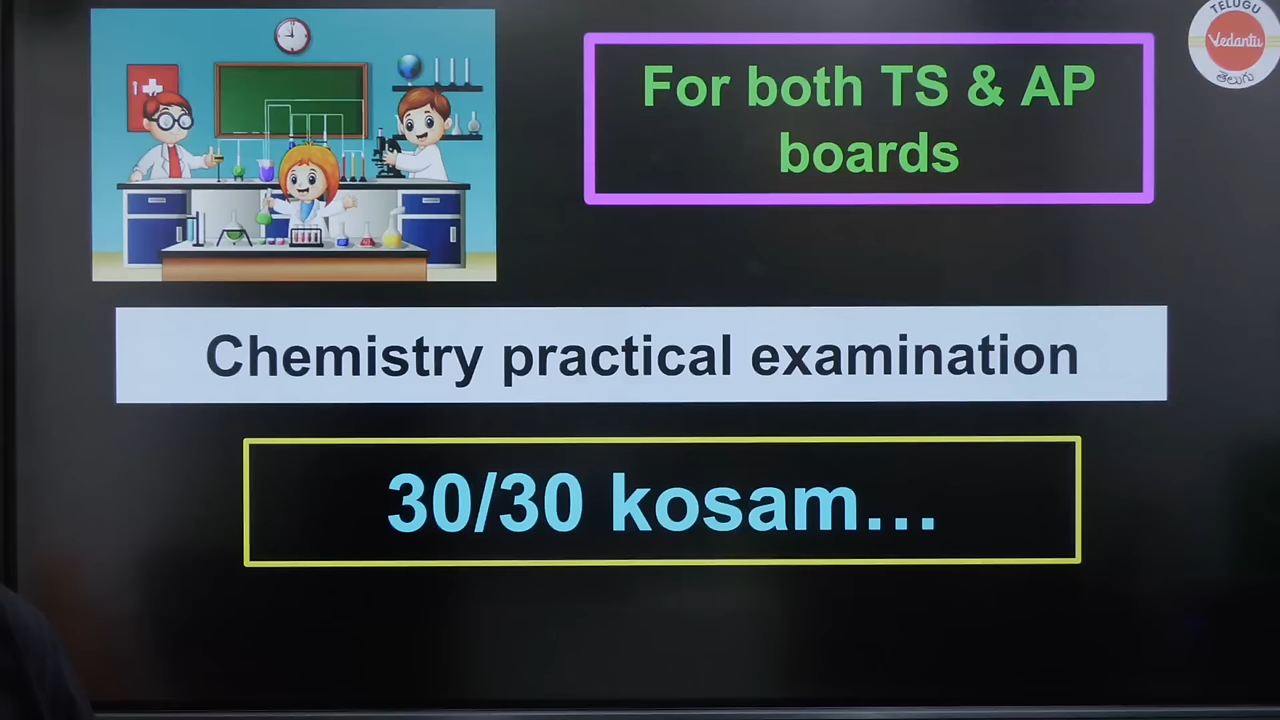 For both TS & AP
boards
TELUGU
Vedantu
తెలుగు
Chemistry practical examination
30/30 kosam...